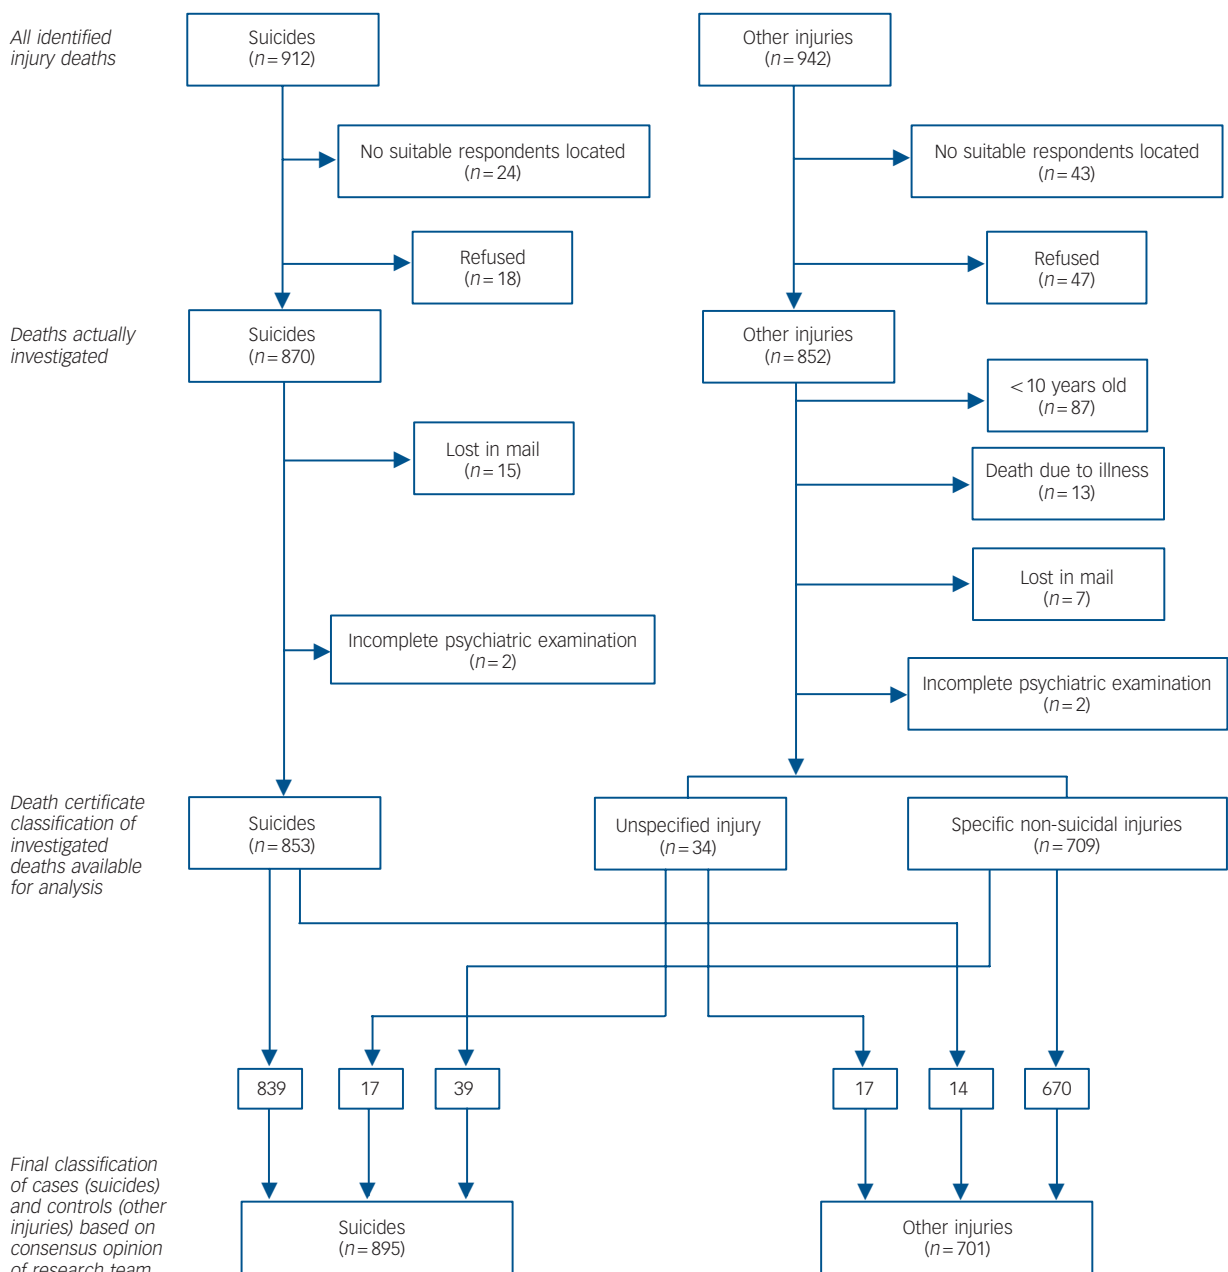 All identified
injury deaths
Suicides
(n=912)
Other injuries
(n=942)
No suitable respondents located
(n=24)
No suitable respondents located
(n=43)
Refused
(n=18)
Refused
(n=47)
Deaths actually
investigated
Suicides
(n=870)
Other injuries
(n=852)
<10 years old
(n=87)
Lost in mail
(n=15)
Death due to illness
(n=13)
Lost in mail
(n=7)
Incomplete psychiatric examination
(n=2)
Incomplete psychiatric examination
(n=2)
Death certificate
classification of
investigated
deaths available
for analysis
Suicides
(n=853)
Unspecified injury
(n=34)
Specific non-suicidal injuries
(n=709)
839
17
39
17
14
670
Final classification
of cases (suicides)
and controls (other
injuries) based on
consensus opinion
of research team
Suicides
(n=895)
Other injuries
(n=701)